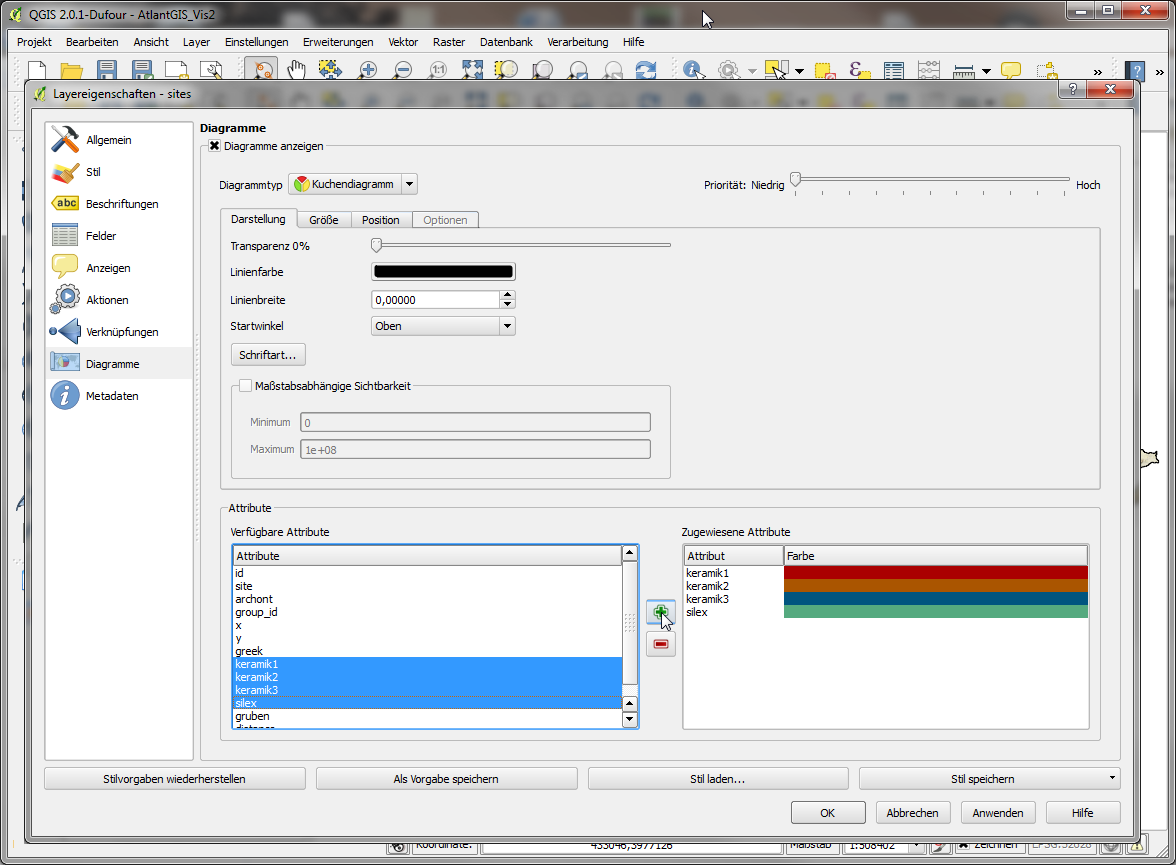 QGIS 2.0.1-Dufour - AtlantGIS_Vis2
Projekt Bearbeiten Ansicht Layer Einstellungen Erweiterungen Vektor Raster Datenbank Verarbeitung Hilfe
Layereigenschaften - sites
Allgemein
Stil
abc Beschriftungen
Felder
Anzeigen
Aktionen
Verknüpfungen
Diagramme
Metadaten
Diagramme
Diagramme anzeigen
Diagrammtyp Kuchendiagramm
Priorität: Niedrig Hoch
Darstellung Größe Position Optionen
Transparenz 0%
Linienfarbe
Linienbreite 0,00000
Startwinkel Oben
Schriftart...
Maßstabsabhängige Sichtbarkeit
Minimum 0
Maximum 1e+08
Attribute
Verfügbare Attribute
Attribute
id
site
archont
group_id
x
y
greek
keramik1
keramik2
keramik3
silex
gruben
distance
Zugewiesene Attribute
Attribut Farbe
keramik1
keramik2
keramik3
silex
Stilvorgaben wiederherstellen Als Vorgabe speichern Stil laden... Stil speichern
OK Abbrechen Anwenden Hilfe
Koordinate: 433046,3977126 Maßstab 1:508402 Zeichnen EPSG:32628